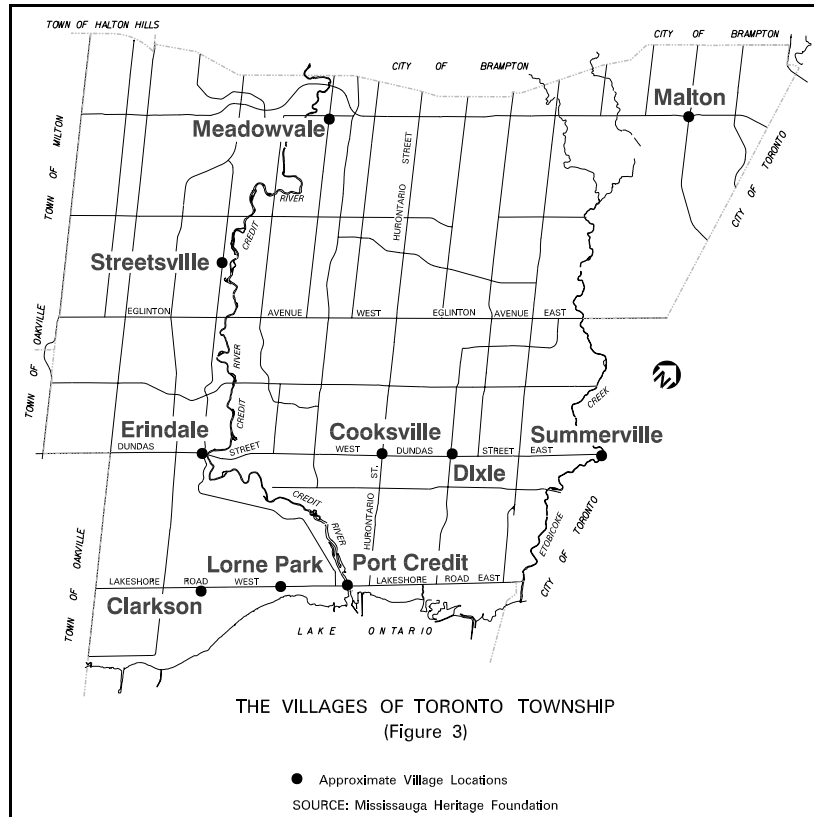 TOWN OF HALTON HILLS
CITY OF BRAMPTON
CITY OF BRAMPTON
Malton
Meadowvale
TOWN OF MILTON
HURONTARIO STREET
CITY OF TORONTO
CREDIT RIVER
Streetsville
EGLINTON AVENUE WEST EGLINTON AVENUE EAST
TOWN OF OAKVILLE
CREDIT RIVER
N
CREEK
Erindale
Cooksville
Summerville
DUNDAS STREET WEST DUNDAS STREET EAST
DIxIe
HURONTARIO ST.
CREDIT RIVER
ETOBICOKE
CITY OF TORONTO
TOWN OF OAKVILLE
Lorne Park
Port Credit
LAKESHORE ROAD WEST LAKESHORE ROAD EAST
Clarkson
LAKE ONTARIO
THE VILLAGES OF TORONTO TOWNSHIP
(Figure 3)
Approximate Village Locations
SOURCE: Mississauga Heritage Foundation